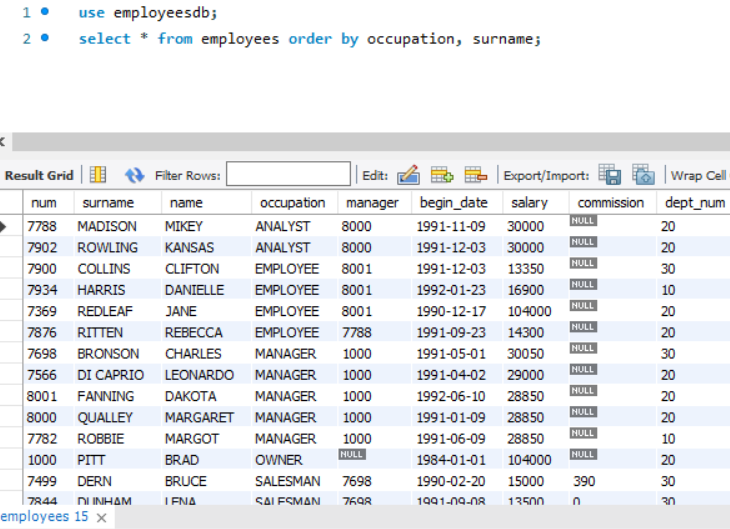 1 use employeesdb;
2 select * from employees order by occupation, surname;
Result Grid Filter Rows: Edit: Export/Import: Wrap Cell
num surname name occupation manager begin_date salary commission dept_num
7788 MADISON MIKEY ANALYST 8000 1991-11-09 30000 NULL 20
7902 ROWLING KANSAS ANALYST 8000 1991-12-03 30000 NULL 20
7900 COLLINS CLIFTON EMPLOYEE 8001 1991-12-03 13350 NULL 30
7934 HARRIS DANIELLE EMPLOYEE 8001 1992-01-23 16900 NULL 10
7369 REDLEAF JANE EMPLOYEE 8001 1990-12-17 104000 NULL 20
7876 RITTEN REBECCA EMPLOYEE 7788 1991-09-23 14300 NULL 20
7698 BRONSON CHARLES MANAGER 1000 1991-05-01 30050 NULL 30
7566 DI CAPRIO LEONARDO MANAGER 1000 1991-04-02 29000 NULL 20
8001 FANNING DAKOTA MANAGER 1000 1992-06-10 28850 NULL 20
8000 QUALLEY MARGARET MANAGER 1000 1991-01-09 28850 NULL 20
7782 ROBBIE MARGOT MANAGER 1000 1991-06-09 28850 NULL 10
1000 PITT BRAD OWNER NULL 1984-01-01 104000 NULL 20
7499 DERN BRUCE SALESMAN 7698 1990-02-20 15000 390 30
7844 DUNHAM LENA SALESMAN 7698 1991-09-08 13500 0 30
employees 15